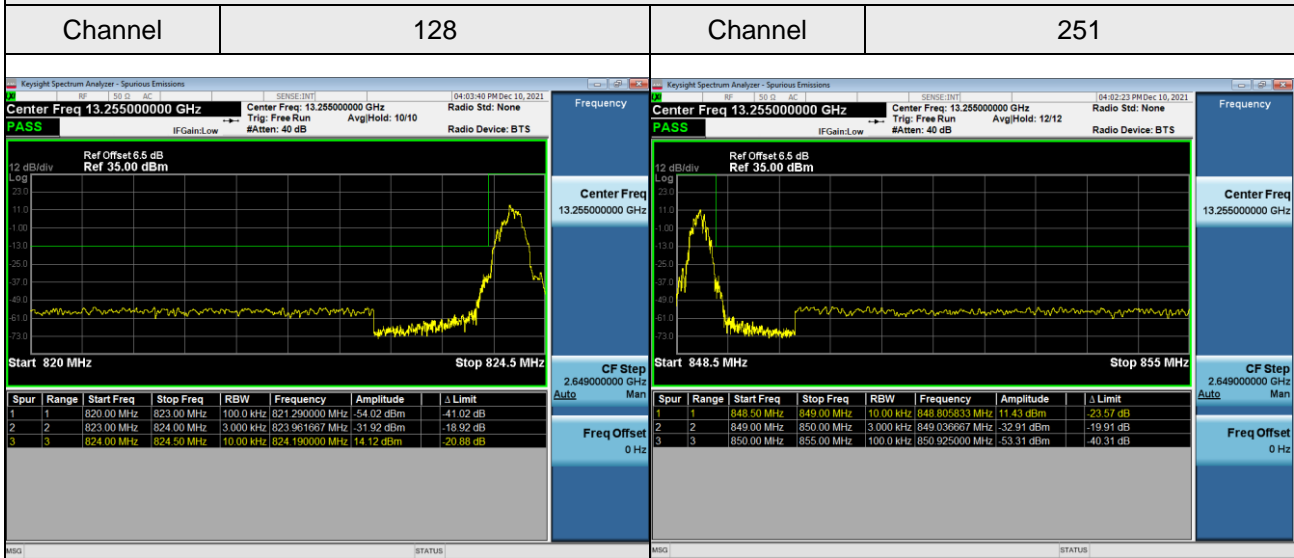 Channel 128 Channel 251
Keysight Spectrum Analyzer - Spurious Emissions
RF 50 Ω AC SENSE:INT 04:03:40 PM Dec 10, 2021
Center Freq 13.255000000 GHz Center Freq: 13.255000000 GHz Radio Std: None
Trig: Free Run Avg|Hold: 10/10
PASS IFGain:Low #Atten: 40 dB Radio Device: BTS
Ref Offset 6.5 dB
12 dB/div Ref 35.00 dBm
Log
23.0
11.0
-1.00
-13.0
-25.0
-37.0
-49.0
-61.0
-73.0
Start 820 MHz Stop 824.5 MHz
Spur Range Start Freq Stop Freq RBW Frequency Amplitude Δ Limit
1 1 820.00 MHz 823.00 MHz 100.0 kHz 821.290000 MHz -54.02 dBm -41.02 dB
2 2 823.00 MHz 824.00 MHz 3.000 kHz 823.961667 MHz -31.92 dBm -18.92 dB
3 3 824.00 MHz 824.50 MHz 10.00 kHz 824.190000 MHz 14.12 dBm -20.88 dB
MSG STATUS
Frequency
Center Freq
13.255000000 GHz
CF Step
2.649000000 GHz
Auto Man
Freq Offset
0 Hz
Keysight Spectrum Analyzer - Spurious Emissions
RF 50 Ω AC SENSE:INT 04:02:23 PM Dec 10, 2021
Center Freq 13.255000000 GHz Center Freq: 13.255000000 GHz Radio Std: None
Trig: Free Run Avg|Hold: 12/12
PASS IFGain:Low #Atten: 40 dB Radio Device: BTS
Ref Offset 6.5 dB
12 dB/div Ref 35.00 dBm
Log
23.0
11.0
-1.00
-13.0
-25.0
-37.0
-49.0
-61.0
-73.0
Start 848.5 MHz Stop 855 MHz
Spur Range Start Freq Stop Freq RBW Frequency Amplitude Δ Limit
1 1 848.50 MHz 849.00 MHz 10.00 kHz 848.805833 MHz 11.43 dBm -23.57 dB
2 2 849.00 MHz 850.00 MHz 3.000 kHz 849.036667 MHz -32.91 dBm -19.91 dB
3 3 850.00 MHz 855.00 MHz 100.0 kHz 850.925000 MHz -53.31 dBm -40.31 dB
MSG STATUS
Frequency
Center Freq
13.255000000 GHz
CF Step
2.649000000 GHz
Auto Man
Freq Offset
0 Hz